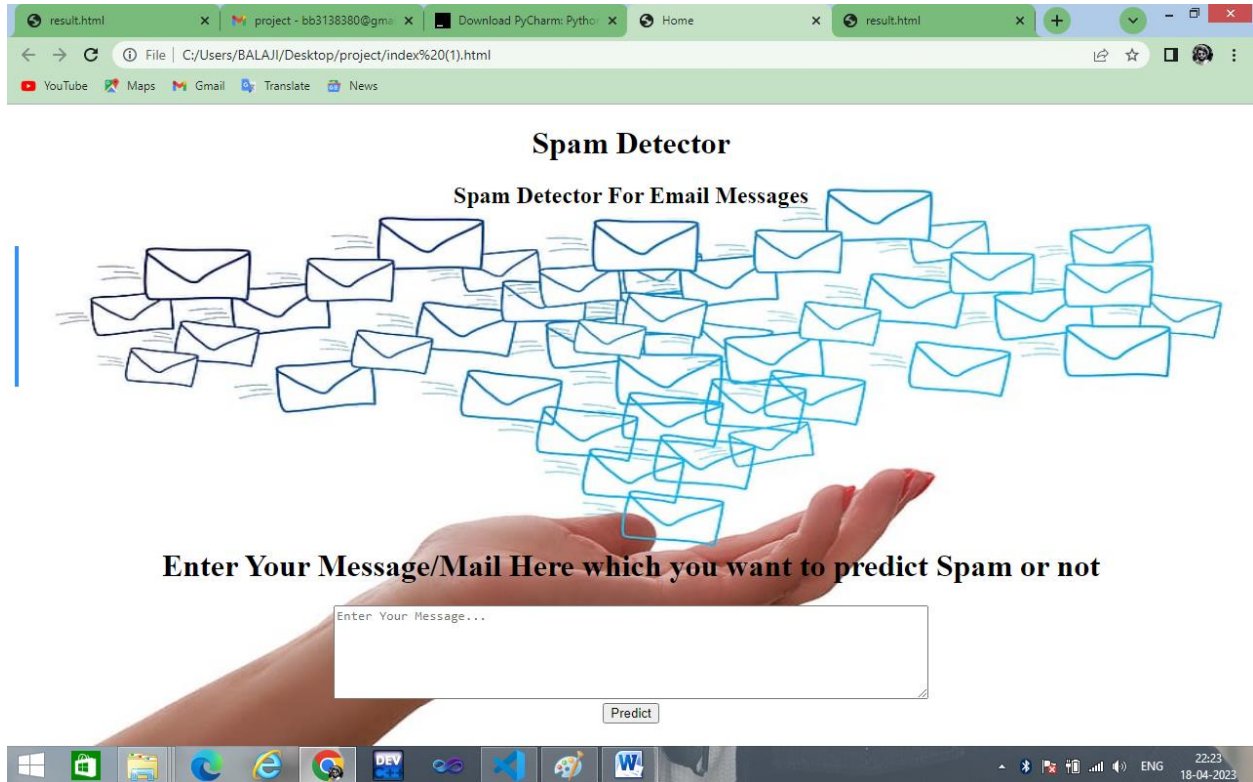 result.html
project - bb3138380@gma
Download PyCharm: Pythor
Home
result.html
File C:/Users/BALAJI/Desktop/project/index%20(1).html
YouTube Maps Gmail Translate News
Spam Detector
Spam Detector For Email Messages
Enter Your Message/Mail Here which you want to predict Spam or not
Enter Your Message...
Predict
DEV
C++
W
ENG
22:23
18-04-2023